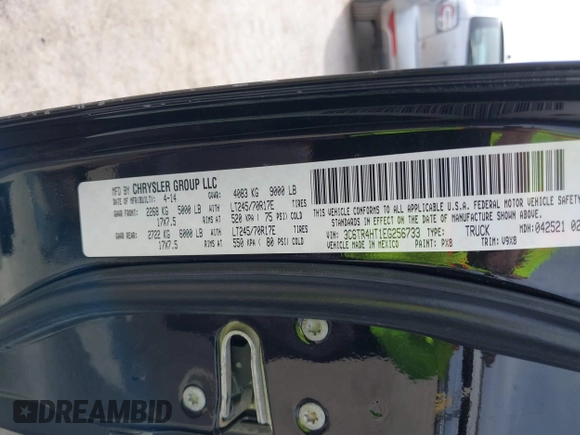 MFD BY: CHRYSLER GROUP LLC
DATE OF MFR/BUILT: 4-14 GVWR: 4083 KG 9000 LB
GAWR FRONT: 2268 KG 5000 LB WITH LT245/70R17E TIRES
17X7.5 RIMS AT 520 KPA ( 75 PSI) COLD
GAWR REAR: 2722 KG 6000 LB WITH LT245/70R17E TIRES
17X7.5 RIMS AT 550 KPA ( 80 PSI) COLD
THIS VEHICLE CONFORMS TO ALL APPLICABLE U.S.A. FEDERAL MOTOR VEHICLE SAFETY
STANDARDS IN EFFECT ON THE DATE OF MANUFACTURE SHOWN ABOVE.
VIN: 3C6TR4HT1EG256733 TYPE: TRUCK
VEHICLE MADE IN MEXICO PAINT: PX8 TRIM: V9X8 MDH: 042521 02
DREAMBID